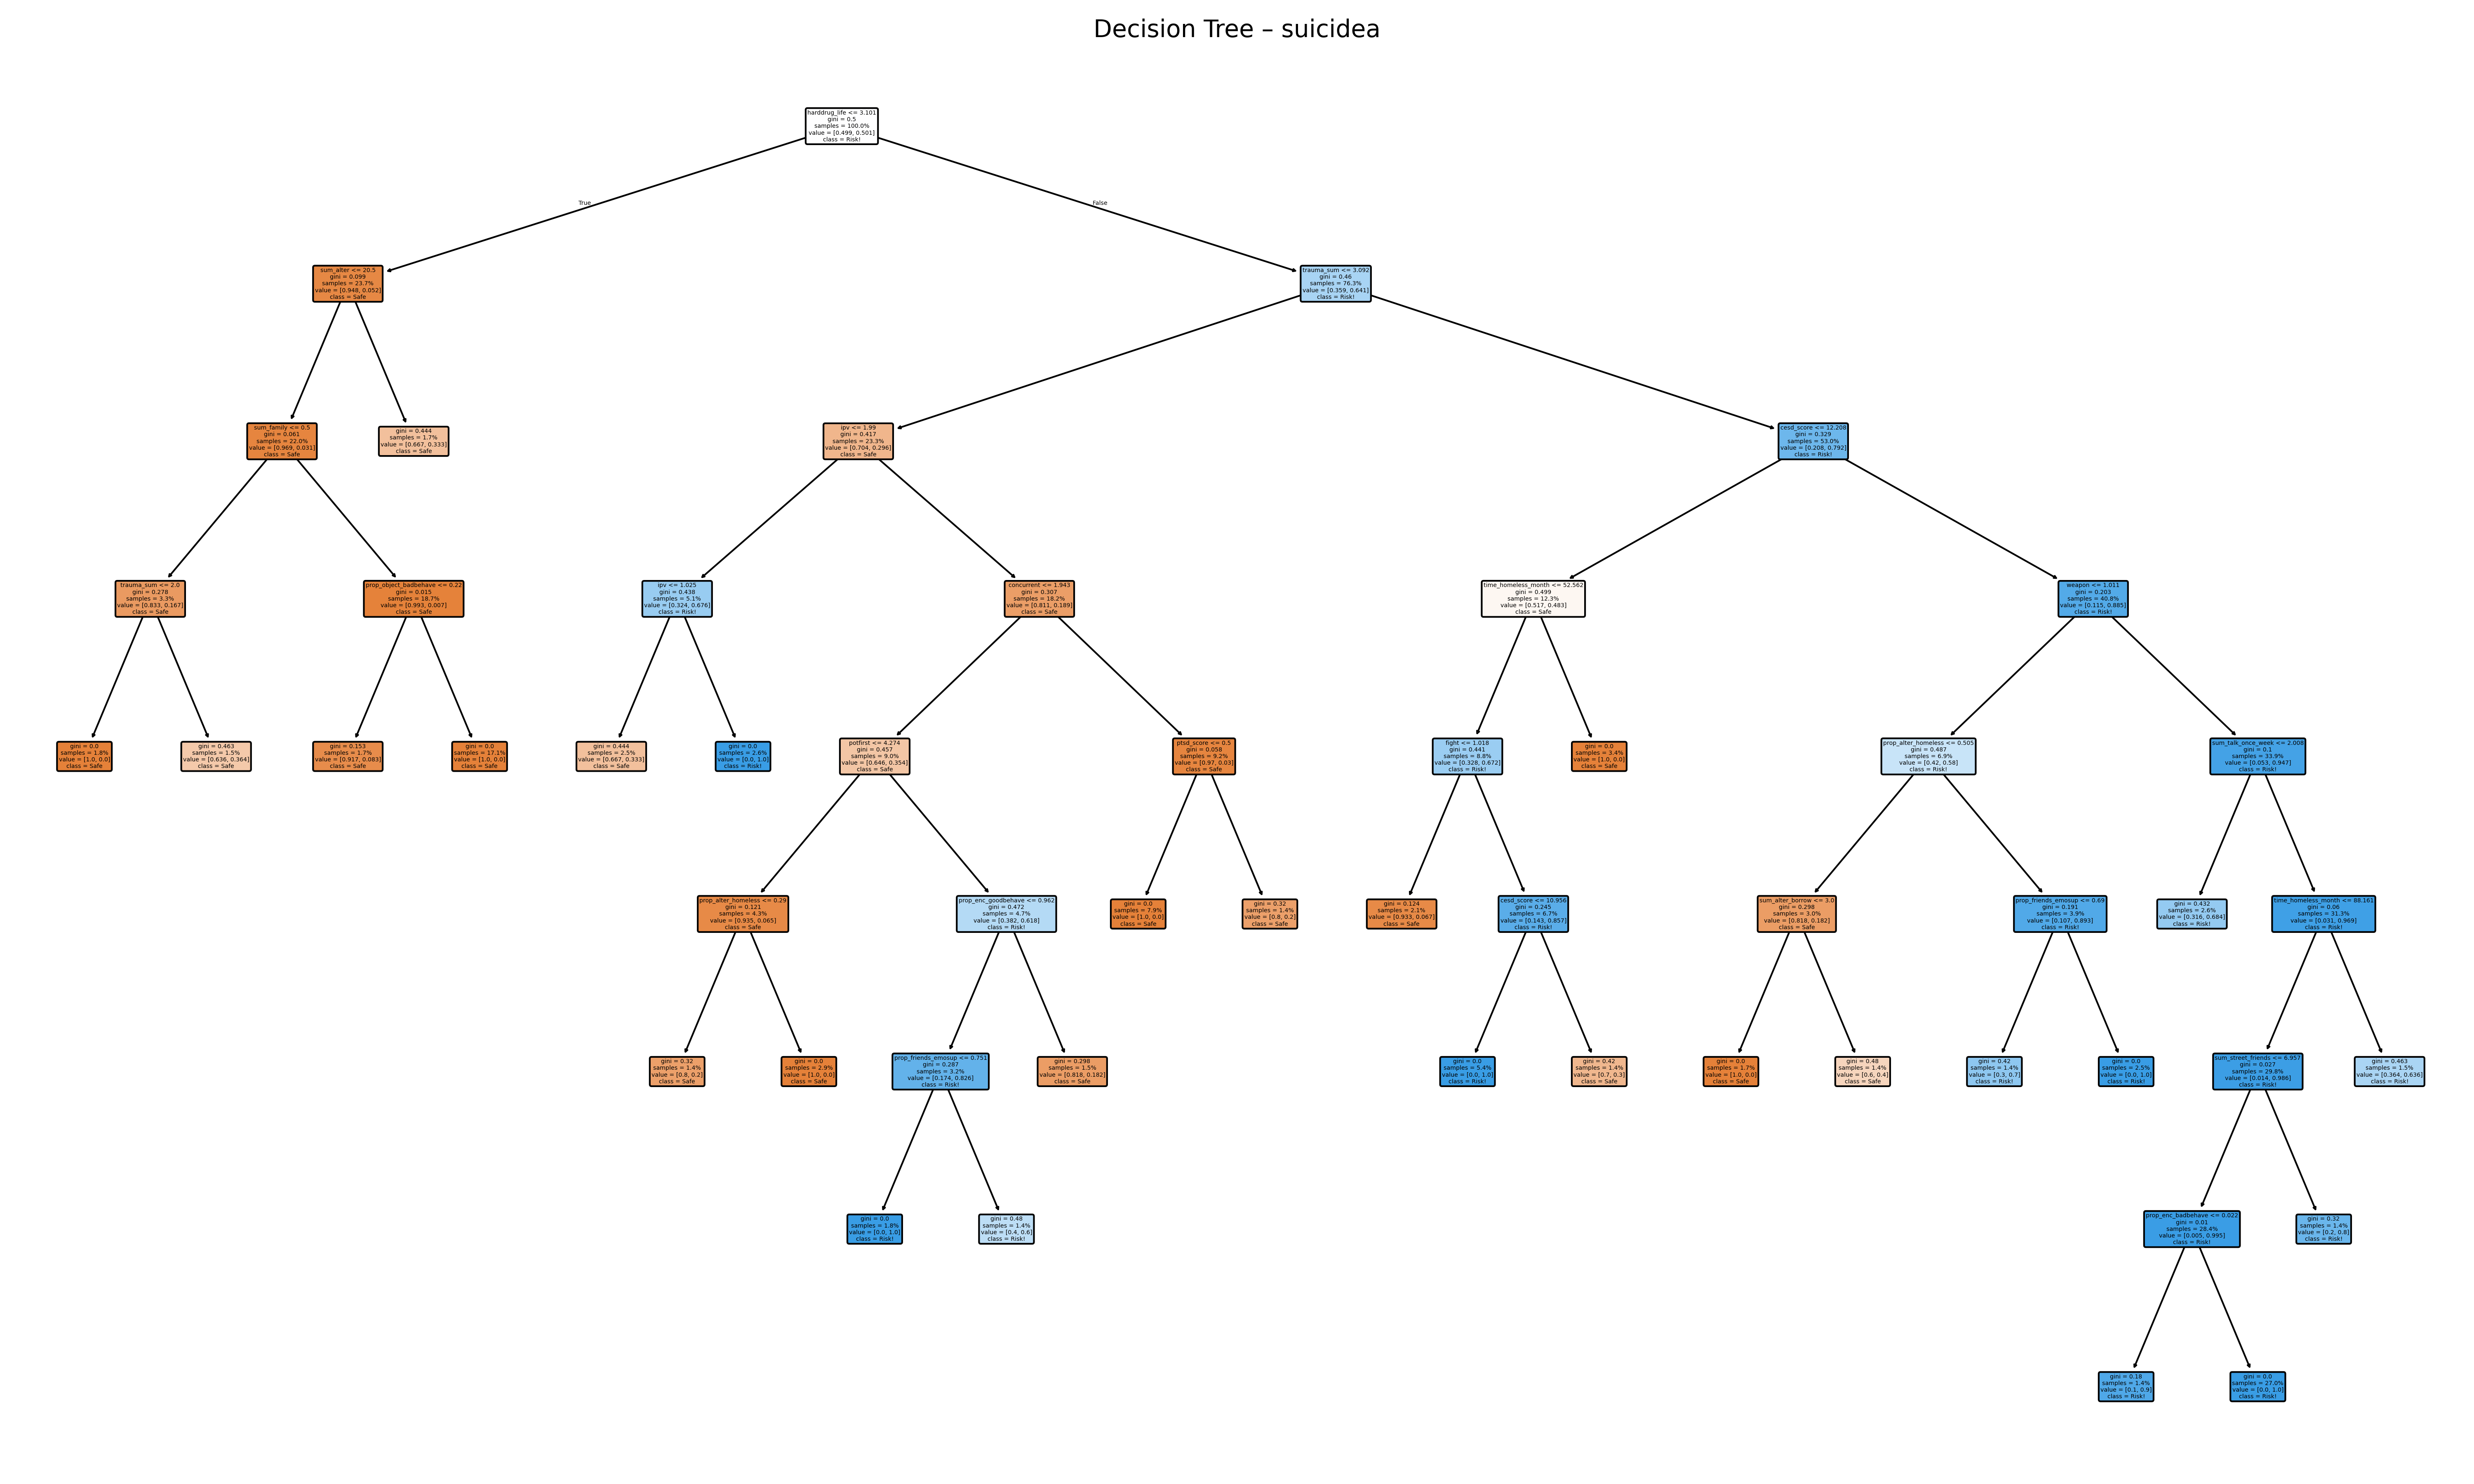 Decision Tree – suicidea
harddrug_life <= 3.101
gini = 0.5
samples = 100.0%
value = [0.499, 0.501]
class = Risk!
True
False
sum_alter <= 20.5
gini = 0.099
samples = 23.7%
value = [0.948, 0.052]
class = Safe
trauma_sum <= 3.092
gini = 0.46
samples = 76.3%
value = [0.359, 0.641]
class = Risk!
sum_family <= 0.5
gini = 0.061
samples = 22.0%
value = [0.969, 0.031]
class = Safe
gini = 0.444
samples = 1.7%
value = [0.667, 0.333]
class = Safe
ipv <= 1.99
gini = 0.417
samples = 23.3%
value = [0.704, 0.296]
class = Safe
cesd_score <= 12.208
gini = 0.329
samples = 53.0%
value = [0.208, 0.792]
class = Risk!
trauma_sum <= 2.0
gini = 0.278
samples = 3.3%
value = [0.833, 0.167]
class = Safe
prop_object_badbehave <= 0.22
gini = 0.015
samples = 18.7%
value = [0.993, 0.007]
class = Safe
ipv <= 1.025
gini = 0.438
samples = 5.1%
value = [0.324, 0.676]
class = Risk!
concurrent <= 1.943
gini = 0.307
samples = 18.2%
value = [0.811, 0.189]
class = Safe
time_homeless_month <= 52.562
gini = 0.499
samples = 12.3%
value = [0.517, 0.483]
class = Safe
weapon <= 1.011
gini = 0.203
samples = 40.8%
value = [0.115, 0.885]
class = Risk!
gini = 0.0
samples = 1.8%
value = [1.0, 0.0]
class = Safe
gini = 0.463
samples = 1.5%
value = [0.636, 0.364]
class = Safe
gini = 0.153
samples = 1.7%
value = [0.917, 0.083]
class = Safe
gini = 0.0
samples = 17.1%
value = [1.0, 0.0]
class = Safe
gini = 0.444
samples = 2.5%
value = [0.667, 0.333]
class = Safe
gini = 0.0
samples = 2.6%
value = [0.0, 1.0]
class = Risk!
potfirst <= 4.274
gini = 0.457
samples = 9.0%
value = [0.646, 0.354]
class = Safe
ptsd_score <= 0.5
gini = 0.058
samples = 9.2%
value = [0.97, 0.03]
class = Safe
fight <= 1.018
gini = 0.441
samples = 8.8%
value = [0.328, 0.672]
class = Risk!
gini = 0.0
samples = 3.4%
value = [1.0, 0.0]
class = Safe
prop_alter_homeless <= 0.505
gini = 0.487
samples = 6.9%
value = [0.42, 0.58]
class = Risk!
sum_talk_once_week <= 2.008
gini = 0.1
samples = 33.9%
value = [0.053, 0.947]
class = Risk!
prop_alter_homeless <= 0.29
gini = 0.121
samples = 4.3%
value = [0.935, 0.065]
class = Safe
prop_enc_goodbehave <= 0.962
gini = 0.472
samples = 4.7%
value = [0.382, 0.618]
class = Risk!
gini = 0.0
samples = 7.9%
value = [1.0, 0.0]
class = Safe
gini = 0.32
samples = 1.4%
value = [0.8, 0.2]
class = Safe
gini = 0.124
samples = 2.1%
value = [0.933, 0.067]
class = Safe
cesd_score <= 10.956
gini = 0.245
samples = 6.7%
value = [0.143, 0.857]
class = Risk!
sum_alter_borrow <= 3.0
gini = 0.298
samples = 3.0%
value = [0.818, 0.182]
class = Safe
prop_friends_emosup <= 0.69
gini = 0.191
samples = 3.9%
value = [0.107, 0.893]
class = Risk!
gini = 0.432
samples = 2.6%
value = [0.316, 0.684]
class = Risk!
time_homeless_month <= 88.161
gini = 0.06
samples = 31.3%
value = [0.031, 0.969]
class = Risk!
gini = 0.32
samples = 1.4%
value = [0.8, 0.2]
class = Safe
gini = 0.0
samples = 2.9%
value = [1.0, 0.0]
class = Safe
prop_friends_emosup <= 0.751
gini = 0.287
samples = 3.2%
value = [0.174, 0.826]
class = Risk!
gini = 0.298
samples = 1.5%
value = [0.818, 0.182]
class = Safe
gini = 0.0
samples = 5.4%
value = [0.0, 1.0]
class = Risk!
gini = 0.42
samples = 1.4%
value = [0.7, 0.3]
class = Safe
gini = 0.0
samples = 1.7%
value = [1.0, 0.0]
class = Safe
gini = 0.48
samples = 1.4%
value = [0.6, 0.4]
class = Safe
gini = 0.42
samples = 1.4%
value = [0.3, 0.7]
class = Risk!
gini = 0.0
samples = 2.5%
value = [0.0, 1.0]
class = Risk!
sum_street_friends <= 6.957
gini = 0.027
samples = 29.8%
value = [0.014, 0.986]
class = Risk!
gini = 0.463
samples = 1.5%
value = [0.364, 0.636]
class = Risk!
gini = 0.0
samples = 1.8%
value = [0.0, 1.0]
class = Risk!
gini = 0.48
samples = 1.4%
value = [0.4, 0.6]
class = Risk!
prop_enc_badbehave <= 0.022
gini = 0.01
samples = 28.4%
value = [0.005, 0.995]
class = Risk!
gini = 0.32
samples = 1.4%
value = [0.2, 0.8]
class = Risk!
gini = 0.18
samples = 1.4%
value = [0.1, 0.9]
class = Risk!
gini = 0.0
samples = 27.0%
value = [0.0, 1.0]
class = Risk!